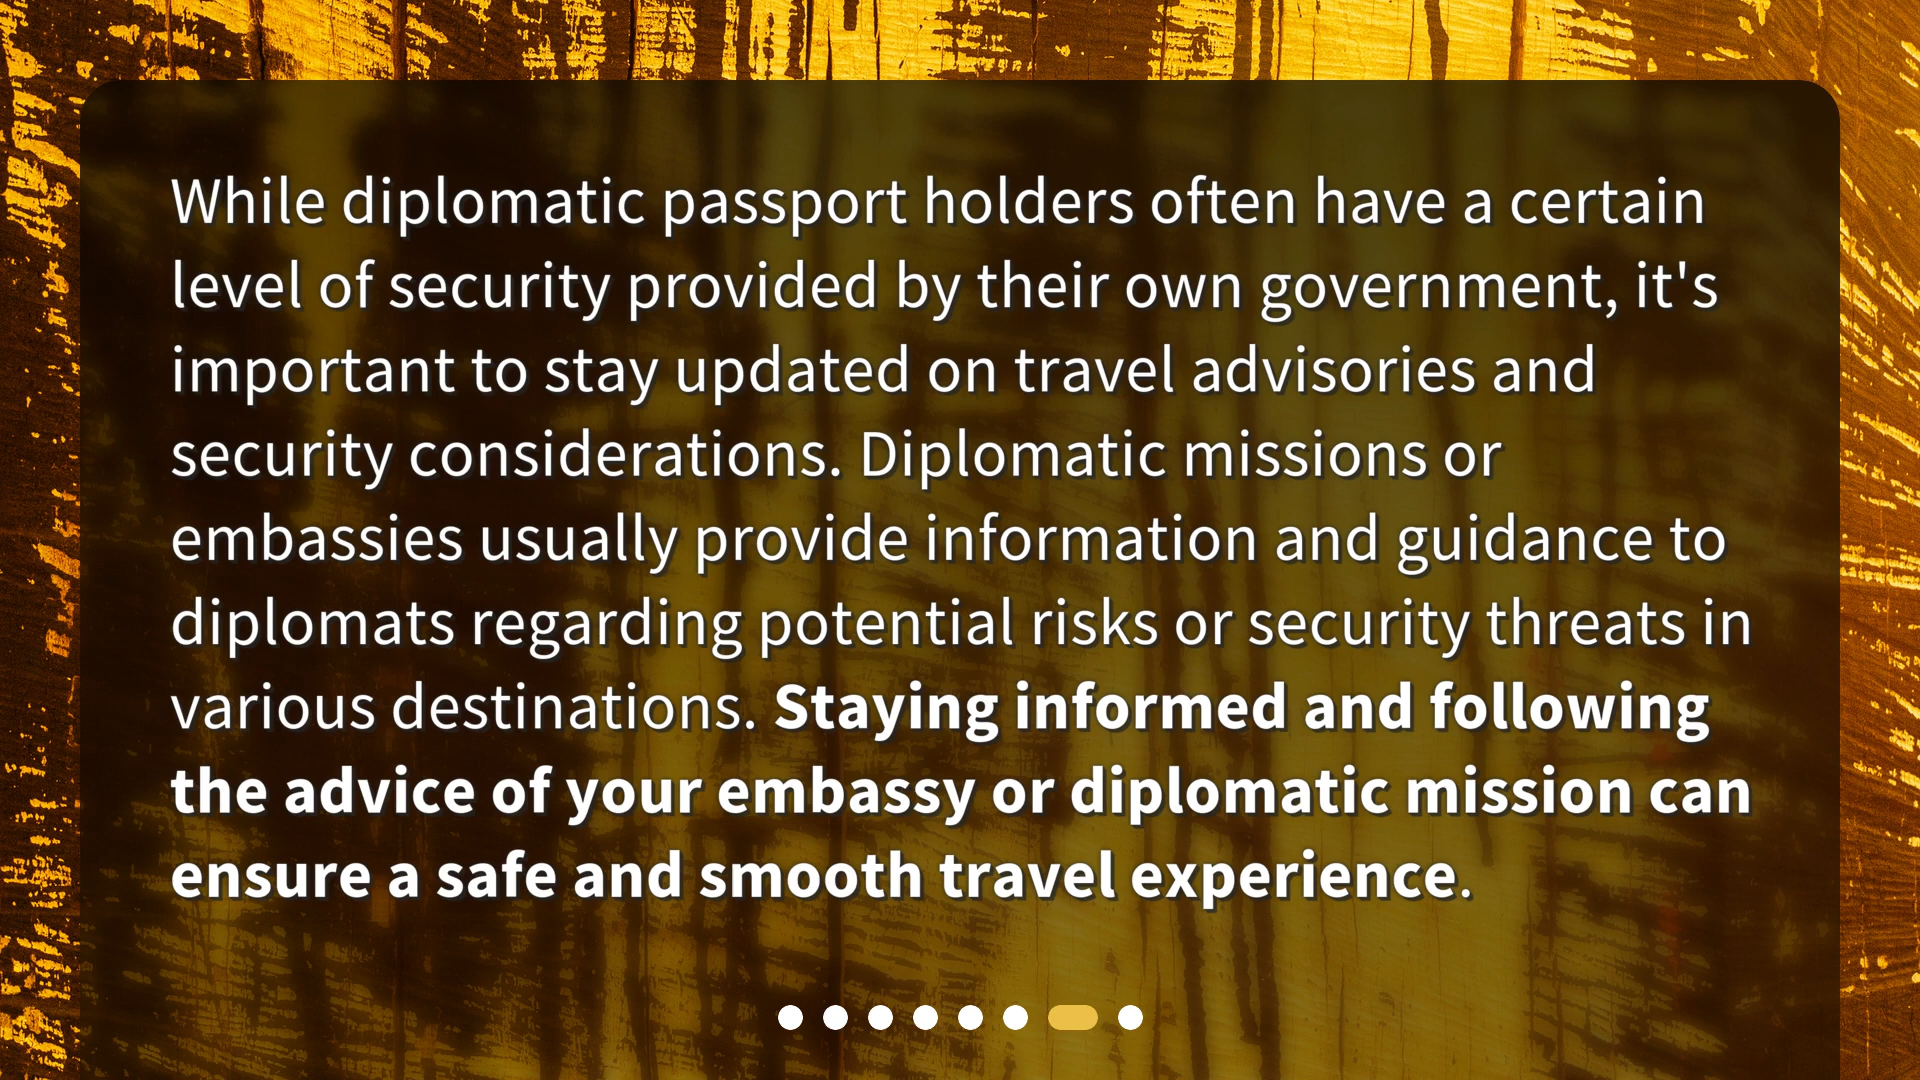 While diplomatic passport holders often have a certain
level of security provided by their own government, it's
important to stay updated on travel advisories and
security considerations. Diplomatic missions or
embassies usually provide information and guidance to
diplomats regarding potential risks or security threats in
various destinations. Staying informed and following
the advice of your embassy or diplomatic mission can
ensure a safe and smooth travel experience.